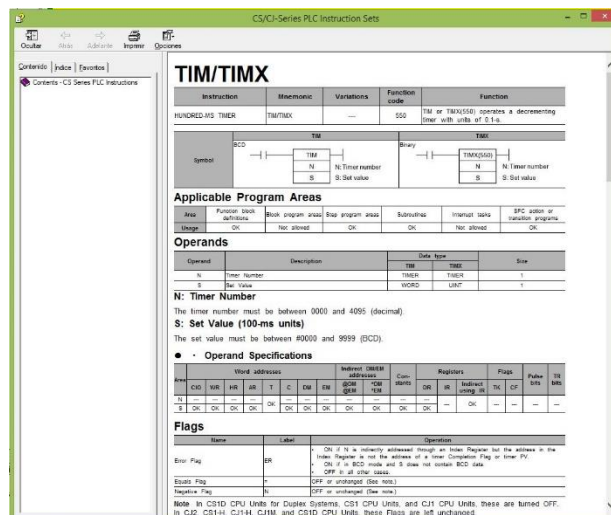 CS/CJ-Series PLC Instruction Sets
Ocultar Atrás Adelante Imprimir Opciones
Contenido Índice Favoritos
Contents - CS Series PLC Instructions
TIM/TIMX
Instruction Mnemonic Variations Function code Function
HUNDRED-MS TIMER TIM/TIMX --- 550 TIM or TIMX(550) operates a decrementing timer with units of 0.1-s.
TIM TIMX
Symbol
BCD Binary
TIM TIMX(550)
N N: Timer number N N: Timer number
S S: Set value S S: Set value
Applicable Program Areas
Area Function block definitions Block program areas Step program areas Subroutines Interrupt tasks SFC action or transition programs
Usage OK Not allowed OK OK Not allowed OK
Operands
Operand Description Data type Size
TIM TIMX
N Timer Number TIMER TIMER 1
S Set Value WORD UINT 1
N: Timer Number
The timer number must be between 0000 and 4095 (decimal).
S: Set Value (100-ms units)
The set value must be between #0000 and 9999 (BCD).
● · Operand Specifications
Area Word addresses Indirect DM/EM addresses Con-stants Registers Flags Pulse bits TR bits
CIO WR HR AR T C DM EM @DM @EM *DM *EM DR IR Indirect using IR TK CF
N --- --- --- --- OK --- --- --- --- --- --- --- --- OK --- --- --- ---
S OK OK OK OK OK OK OK OK OK OK OK
Flags
Name Label Operation
Error Flag ER
• ON if N is indirectly addressed through an Index Register but the address in the Index Register is not the address of a timer Completion Flag or timer PV.
• ON if in BCD mode and S does not contain BCD data.
• OFF in all other cases.
Equals Flag = OFF or unchanged (See note.)
Negative Flag N OFF or unchanged (See note.)
Note In CS1D CPU Units for Duplex Systems, CS1 CPU Units, and CJ1 CPU Units, these are turned OFF.
In CJ2, CS1-H, CJ1-H, CJ1M, and CS1D CPU Units, these Flags are left unchanged.